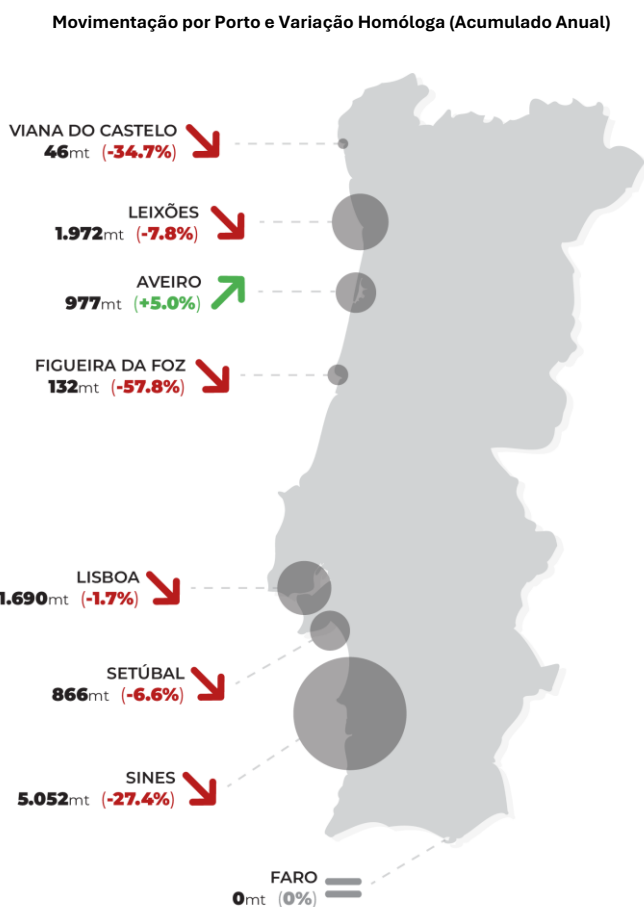 Movimentação por Porto e Variação Homóloga (Acumulado Anual)
VIANA DO CASTELO
46mt (-34.7%)
LEIXÕES
1.972mt (-7.8%)
AVEIRO
977mt (+5.0%)
FIGUEIRA DA FOZ
132mt (-57.8%)
LISBOA
1.690mt (-1.7%)
SETÚBAL
866mt (-6.6%)
SINES
5.052mt (-27.4%)
FARO
0mt (0%)